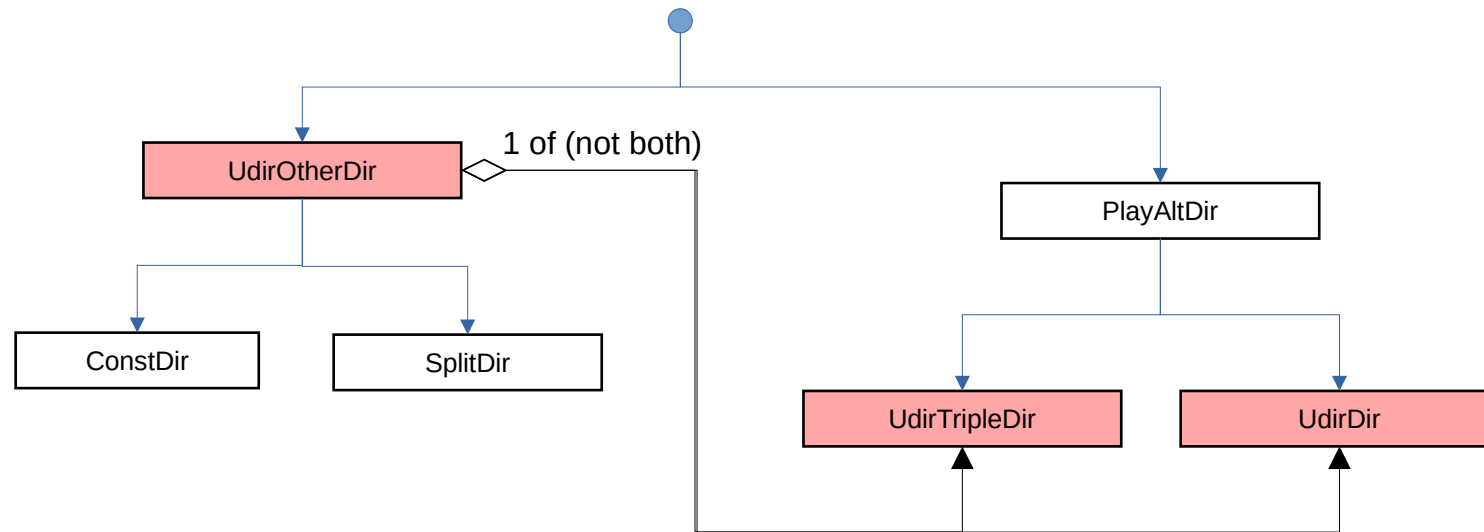 1 of (not both)
UdirOtherDir
PlayAltDir
ConstDir
SplitDir
UdirTripleDir
UdirDir